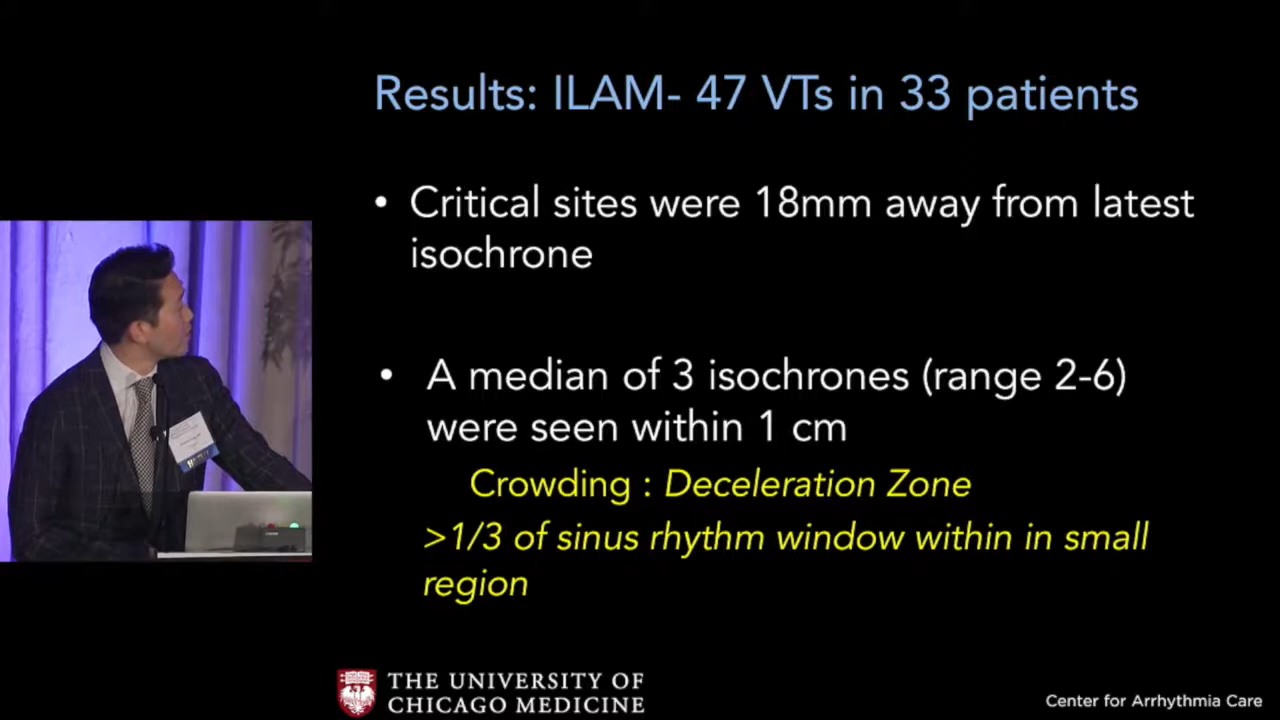 Results: ILAM- 47 VTs in 33 patients
• Critical sites were 18mm away from latest
isochrone
• A median of 3 isochrones (range 2-6)
were seen within 1 cm
Crowding : Deceleration Zone
>1/3 of sinus rhythm window within in small
region
THE UNIVERSITY OF
CHICAGO MEDICINE
Center for Arrhythmia Care